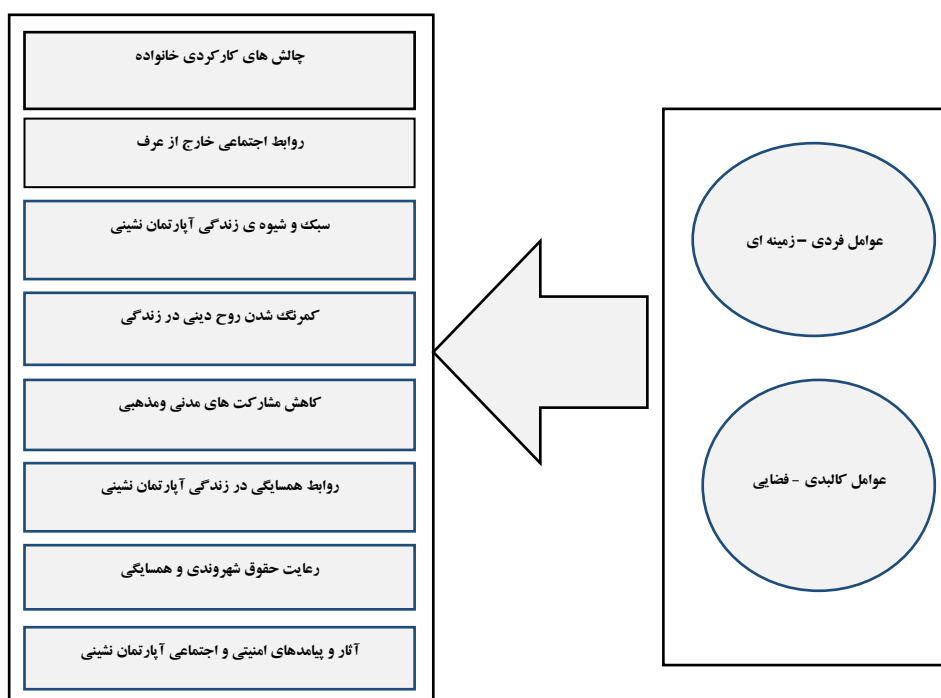 عوامل فردی – زمینه ای
عوامل کالبدی - فضایی
چالش های کارکردی خانواده
روابط اجتماعی خارج از عرف
سبک و شیوه ی زندگی آپارتمان نشینی
کمرنگ شدن روح دینی در زندگی
کاهش مشارکت های مدنی ومذهبی
روابط همسایگی در زندگی آپارتمان نشینی
رعایت حقوق شهروندی و همسایگی
آثار و پیامدهای امنیتی و اجتماعی آپارتمان نشینی